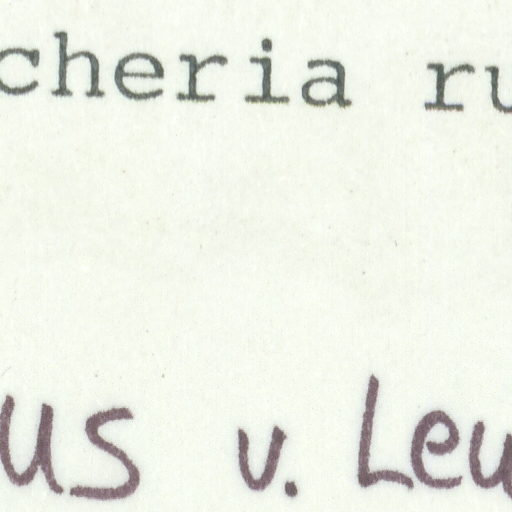 cheria ru
us v. Leu